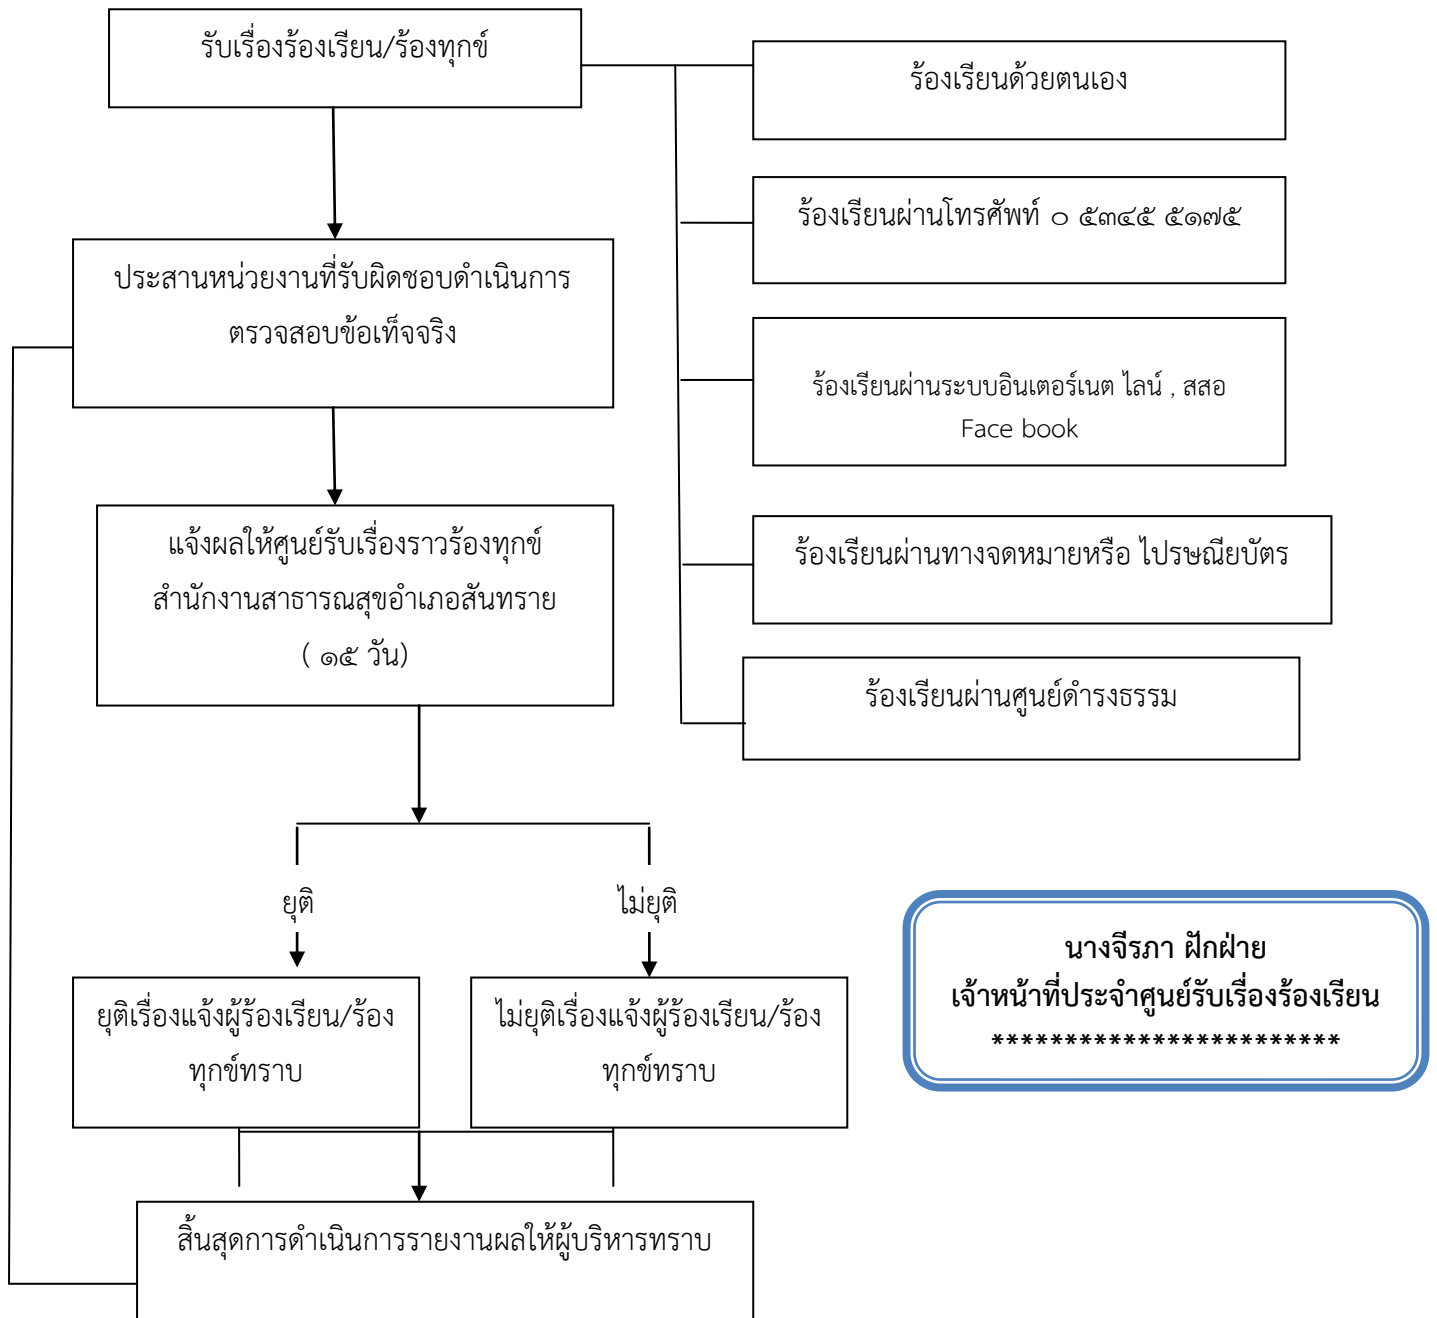 รับเรื่องร้องเรียน/ร้องทุกข์
ร้องเรียนด้วยตนเอง
ร้องเรียนผ่านโทรศัพท์ ๐ ๕๓๔๕ ๕๑๗๕
ประสานหน่วยงานที่รับผิดชอบดำเนินการ
ตรวจสอบข้อเท็จจริง
ร้องเรียนผ่านระบบอินเตอร์เนต ไลน์ , สสอ
Face book
แจ้งผลให้ศูนย์รับเรื่องราวร้องทุกข์
สำนักงานสาธารณสุขอำเภอสันทราย
( ๑๕ วัน)
ร้องเรียนผ่านทางจดหมายหรือ ไปรษณียบัตร
ร้องเรียนผ่านศูนย์ดำรงธรรม
ยุติ
ไม่ยุติ
นางจีรภา ฝักฝ่าย
เจ้าหน้าที่ประจำศูนย์รับเรื่องร้องเรียน
************************
ยุติเรื่องแจ้งผู้ร้องเรียน/ร้อง
ทุกข์ทราบ
ไม่ยุติเรื่องแจ้งผู้ร้องเรียน/ร้อง
ทุกข์ทราบ
สิ้นสุดการดำเนินการรายงานผลให้ผู้บริหารทราบ